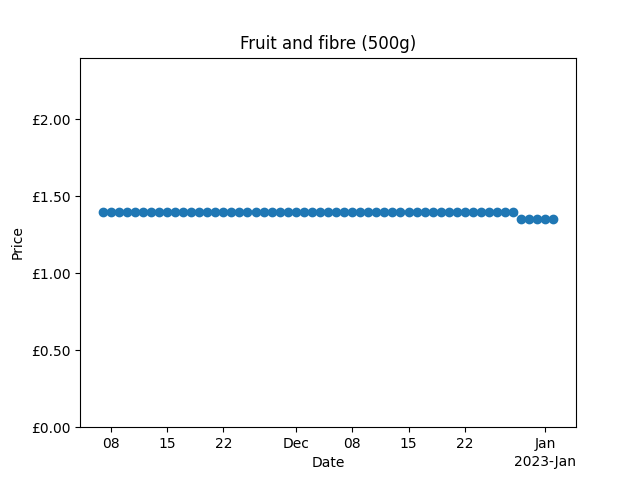 Fruit and fibre (500g)
£2.00
£1.50
£1.00
£0.50
£0.00
Price
08 15 22 Dec 08 15 22 Jan
2023-Jan
Date